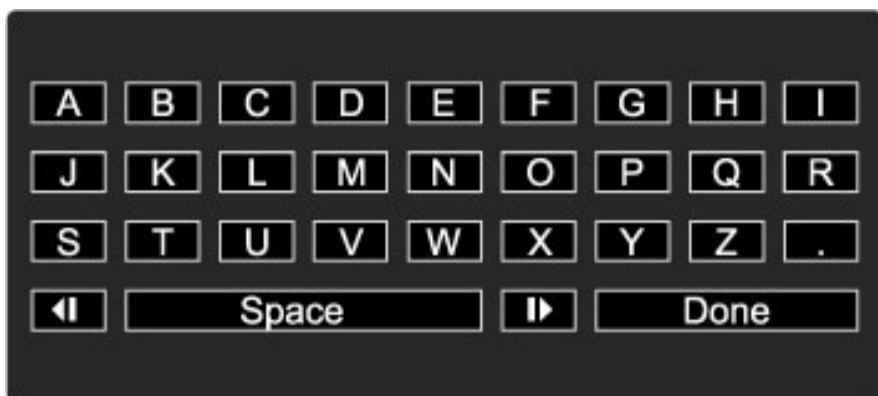 A B C D E F G H I
J K L M N O P Q R
S T U V W X Y Z .
Space Done